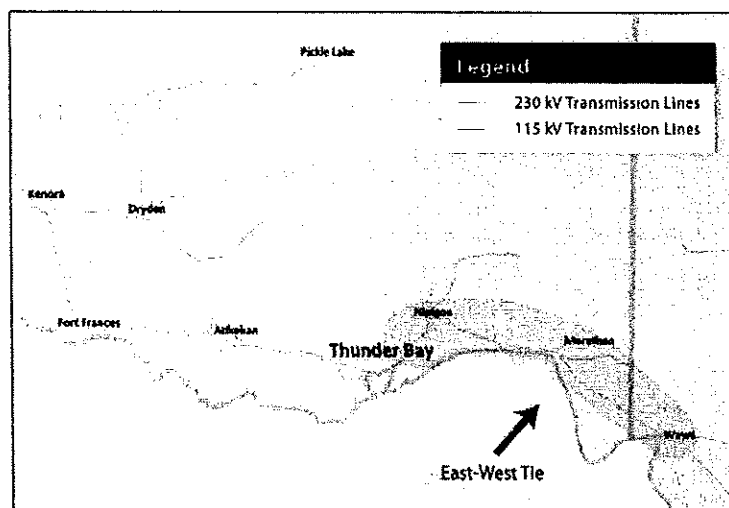 Pickle Lake
Legend
230 kV Transmission Lines
115 kV Transmission Lines
Kenora
Dryden
Fort Frances
Atikokan
Nipigon
Marathon
Thunder Bay
Wawa
East-West Tie